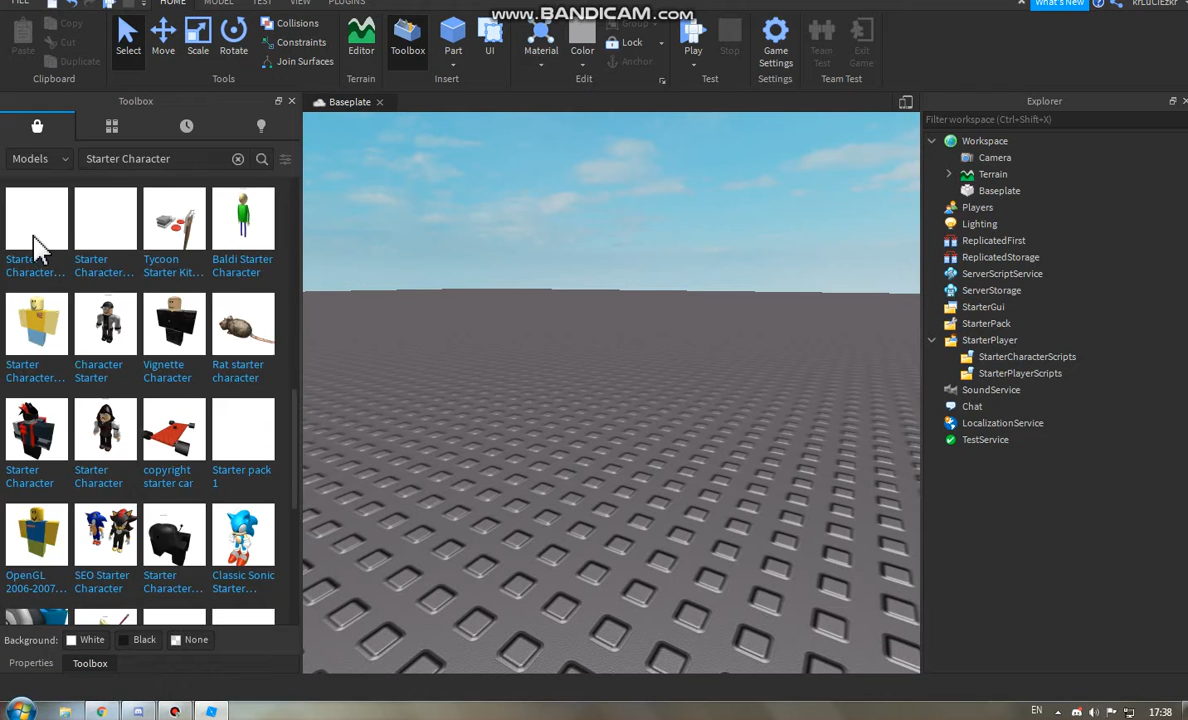 www.BANDICAM.com
FILE
HOME
MODEL
TEST
VIEW
PLUGINS
What's New
krLUCIEzkr
Paste
Copy
Cut
Duplicate
Clipboard
Select
Move
Scale
Rotate
Collisions
Constraints
Join Surfaces
Tools
Editor
Terrain
Toolbox
Part
UI
Insert
Material
Color
Group
Lock
Anchor
Edit
Play
Stop
Test
Game
Settings
Settings
Team
Test
Exit
Game
Team Test
Toolbox
Models
Starter Character
Starter
Character...
Starter
Character...
Tycoon
Starter Kit...
Baldi Starter
Character
Starter
Character...
Character
Starter
Vignette
Character
Rat starter
character
Starter
Character
Starter
Character
copyright
starter car
Starter pack
1
OpenGL
2006-2007...
SEO Starter
Character
Starter
Character...
Classic Sonic
Starter...
Background:
White
Black
None
Properties
Toolbox
Baseplate
Explorer
Filter workspace (Ctrl+Shift+X)
Workspace
Camera
Terrain
Baseplate
Players
Lighting
ReplicatedFirst
ReplicatedStorage
ServerScriptService
ServerStorage
StarterGui
StarterPack
StarterPlayer
StarterCharacterScripts
StarterPlayerScripts
SoundService
Chat
LocalizationService
TestService
EN
17:38